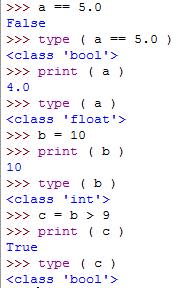 >>> a == 5.0
False
>>> type ( a == 5.0 )
<class 'bool'>
>>> print ( a )
4.0
>>> type ( a )
<class 'float'>
>>> b = 10
>>> print ( b )
10
>>> type ( b )
<class 'int'>
>>> c = b > 9
>>> print ( c )
True
>>> type ( c )
<class 'bool'>